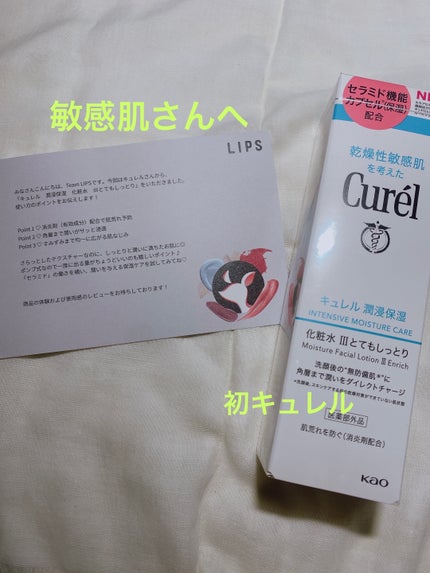 敏感肌さんへ
LIPS
みなさんこんにちは、Team LIPSです。今回はキュレルさんから、
「キュレル 潤浸保湿 化粧水 IIIとてもしっとり」をいただきました。
使い方のポイントをお伝えします！
Point 1 ♡ 消炎剤（有効成分）配合で肌荒れ予防
Point 2 ♡ 角層まで潤いがサッと浸透
Point 3 ♡ すみずみまで均一に広がる肌なじみ
さらっとしたテクスチャーなのに、しっとりと潤いに満ちたお肌に◎
ポンプ式なので一度に出る量がちょうどいいのも嬉しいポイント♪
「セラミド」の働きを補い、潤いを与える保湿ケアを試してみてね♡
商品の体験および使用感のレビューをお待ちしております！
セラミド機能
カプセル(保湿)
配合
乾燥性敏感肌
を考えた
Curél
キュレル 潤浸保湿
INTENSIVE MOISTURE CARE
化粧水 III とてもしっとり
Moisture Facial Lotion III Enrich
洗顔後の"無防備肌*"に
角層まで潤いをダイレクトチャージ
初キュレル
医薬部外品
肌荒れを防ぐ(消炎剤配合)
Kao